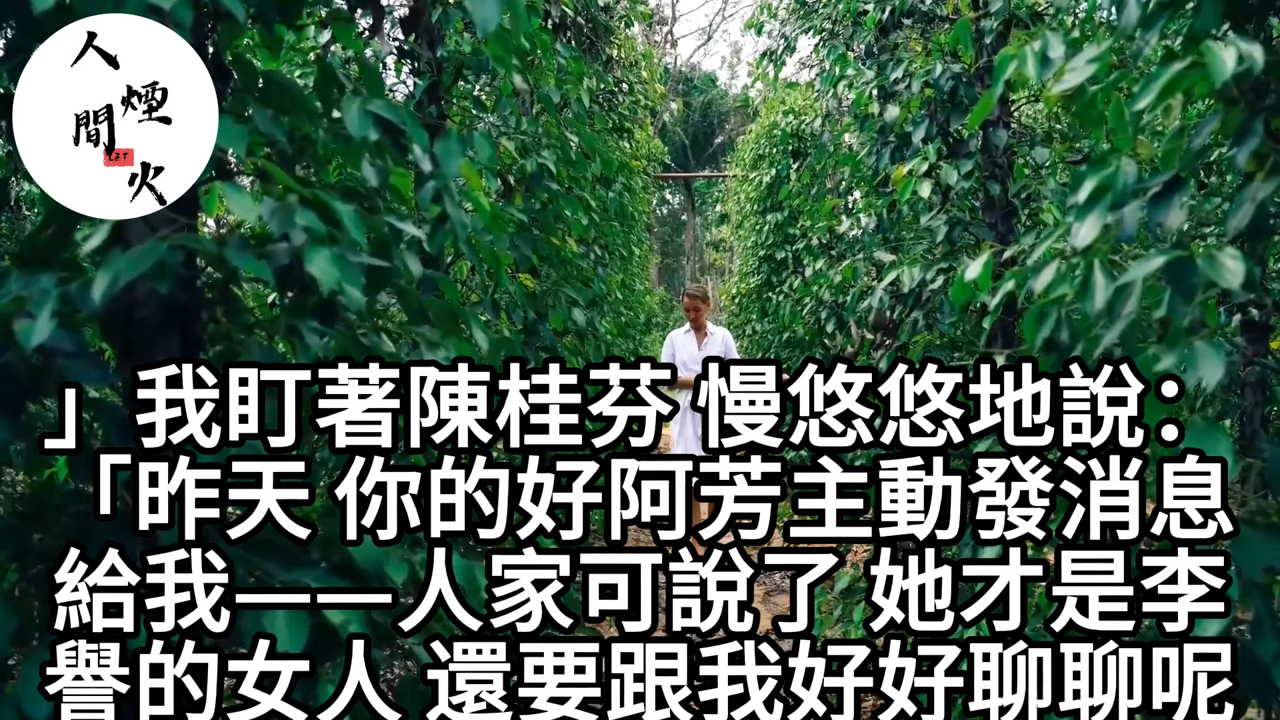 人間煙火
LZT
」我盯著陳桂芬 慢悠悠地說：
「昨天 你的好阿芳主動發消息
給我——人家可說了 她才是李
譽的女人 還要跟我好好聊聊呢